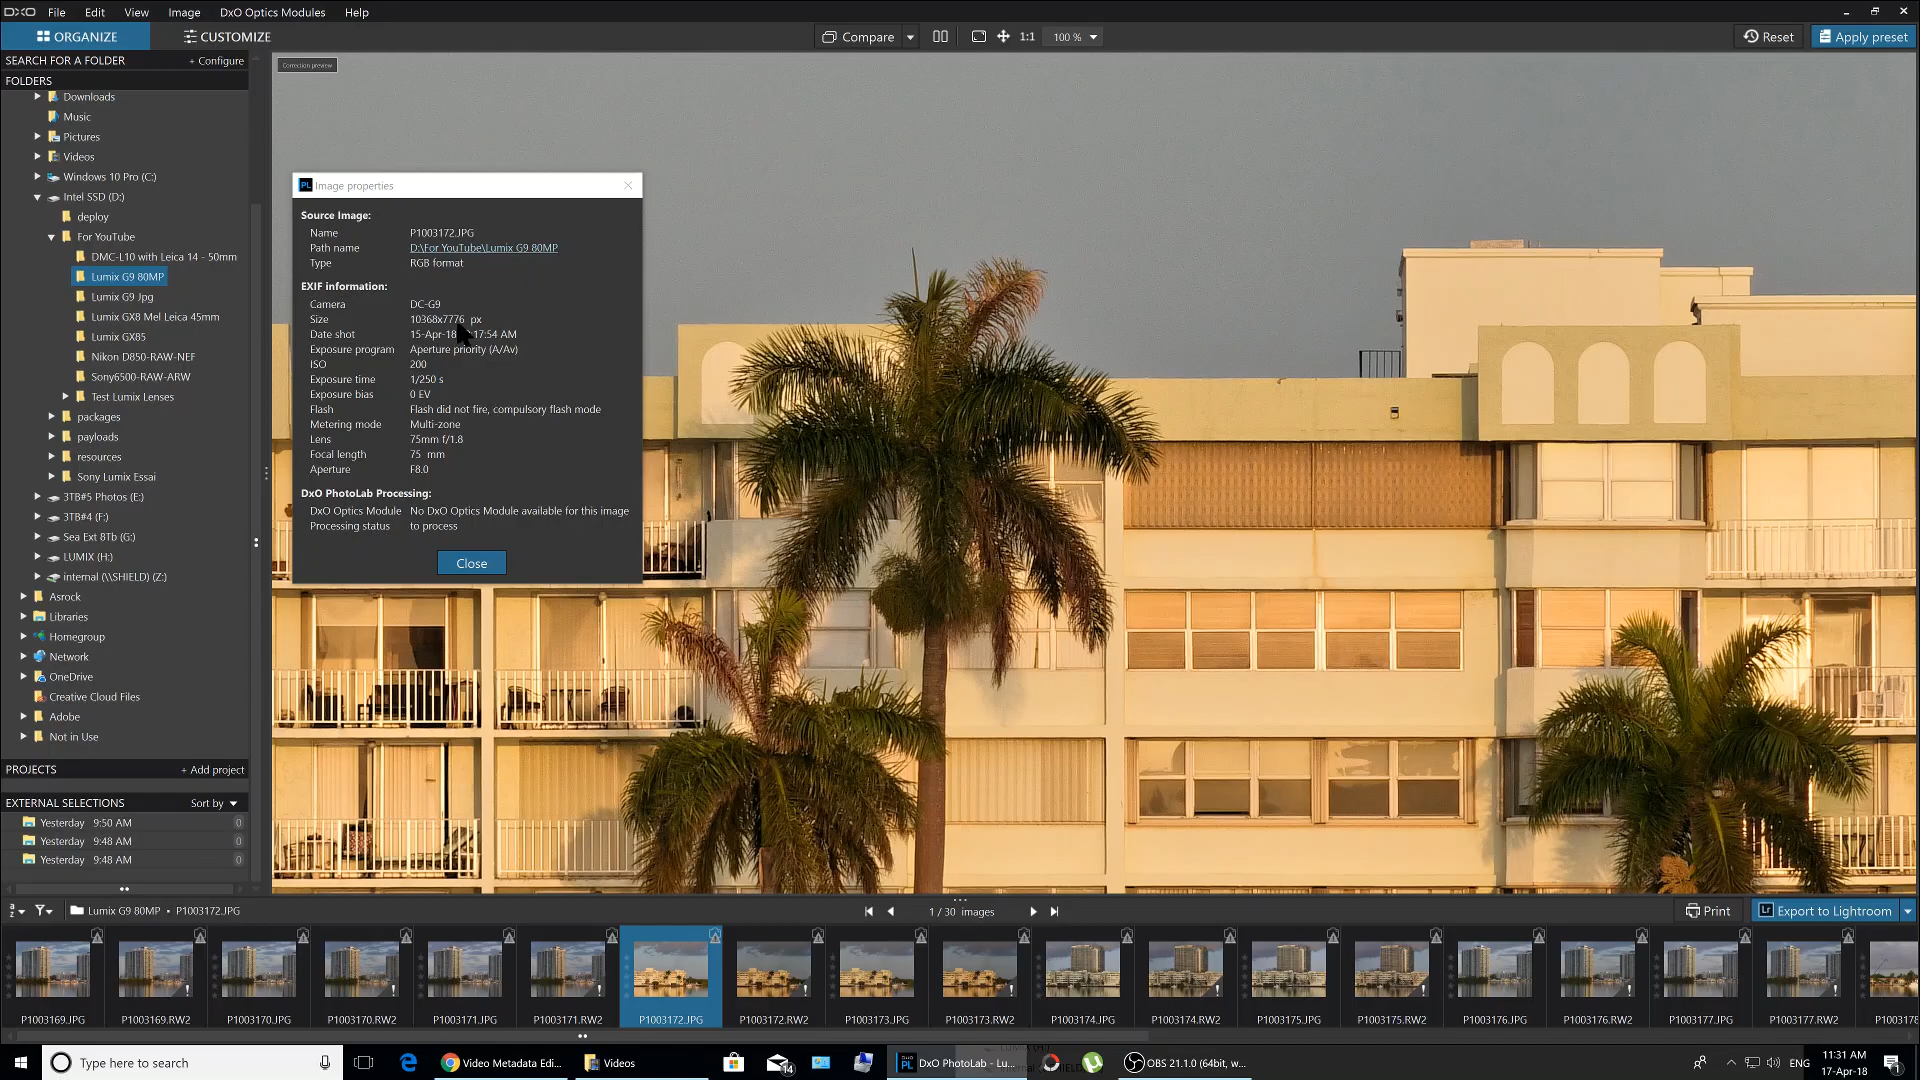 DXO File Edit View Image DxO Optics Modules Help
ORGANIZE CUSTOMIZE Compare 1:1 100 % Reset Apply preset
SEARCH FOR A FOLDER + Configure
FOLDERS
Downloads
Music
Pictures
Videos
Windows 10 Pro (C:)
Intel SSD (D:)
deploy
For YouTube
DMC-L10 with Leica 14 - 50mm
Lumix G9 80MP
Lumix G9 Jpg
Lumix GX8 Mel Leica 45mm
Lumix GX85
Nikon D850-RAW-NEF
Sony6500-RAW-ARW
Test Lumix Lenses
packages
payloads
resources
Sony Lumix Essai
3TB#5 Photos (E:)
3TB#4 (F:)
Sea Ext 8Tb (G:)
LUMIX (H:)
internal (\\SHIELD) (Z:)
Asrock
Libraries
Homegroup
Network
OneDrive
Creative Cloud Files
Adobe
Not in Use
PROJECTS + Add project
EXTERNAL SELECTIONS Sort by
Yesterday 9:50 AM 0
Yesterday 9:48 AM 0
Yesterday 9:48 AM 0
Correction preview
PL Image properties
Source Image:
Name P1003172.JPG
Path name D:\For YouTube\Lumix G9 80MP
Type RGB format
EXIF information:
Camera DC-G9
Size 10368x7776 px
Date shot 15-Apr-18 17:54 AM
Exposure program Aperture priority (A/Av)
ISO 200
Exposure time 1/250 s
Exposure bias 0 EV
Flash Flash did not fire, compulsory flash mode
Metering mode Multi-zone
Lens 75mm f/1.8
Focal length 75 mm
Aperture F8.0
DxO PhotoLab Processing:
DxO Optics Module No DxO Optics Module available for this image
Processing status to process
Close
Lumix G9 80MP • P1003172.JPG 1 / 30 images Print Lr Export to Lightroom
P1003169.JPG P1003169.RW2 P1003170.JPG P1003170.RW2 P1003171.JPG P1003171.RW2 P1003172.JPG P1003172.RW2 P1003173.JPG P1003173.RW2 P1003174.JPG P1003174.RW2 P1003175.JPG P1003175.RW2 P1003176.JPG P1003176.RW2 P1003177.JPG P1003177.RW2 P1003178
Type here to search Video Metadata Edi... Videos 14 PL DxO PhotoLab - Lu... OBS 21.1.0 (64bit, w... ENG 11:31 AM
17-Apr-18 1